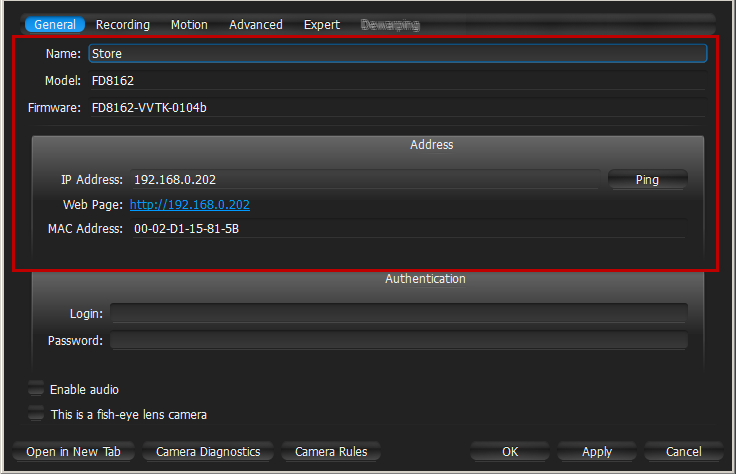 General Recording Motion Advanced Expert Dewarping
Name: Store
Model: FD8162
Firmware: FD8162-VVTK-0104b
Address
IP Address: 192.168.0.202 Ping
Web Page: http://192.168.0.202
MAC Address: 00-02-D1-15-81-5B
Authentication
Login:
Password:
Enable audio
This is a fish-eye lens camera
Open in New Tab Camera Diagnostics Camera Rules OK Apply Cancel